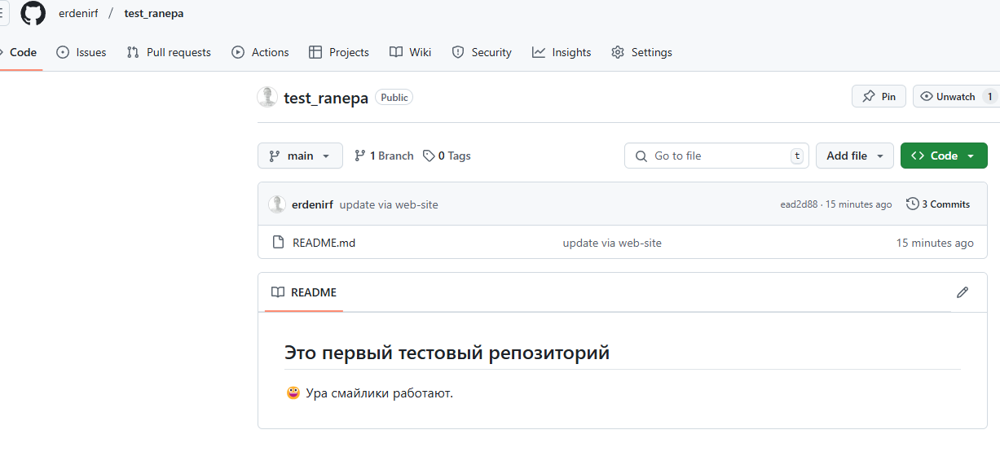 erdenirf / test_ranepa
Code Issues Pull requests Actions Projects Wiki Security Insights Settings
test_ranepa Public Pin Unwatch 1
main 1 Branch 0 Tags Go to file t Add file Code
erdenirf update via web-site ead2d88 · 15 minutes ago 3 Commits
README.md update via web-site 15 minutes ago
README
Это первый тестовый репозиторий
Ура смайлики работают.